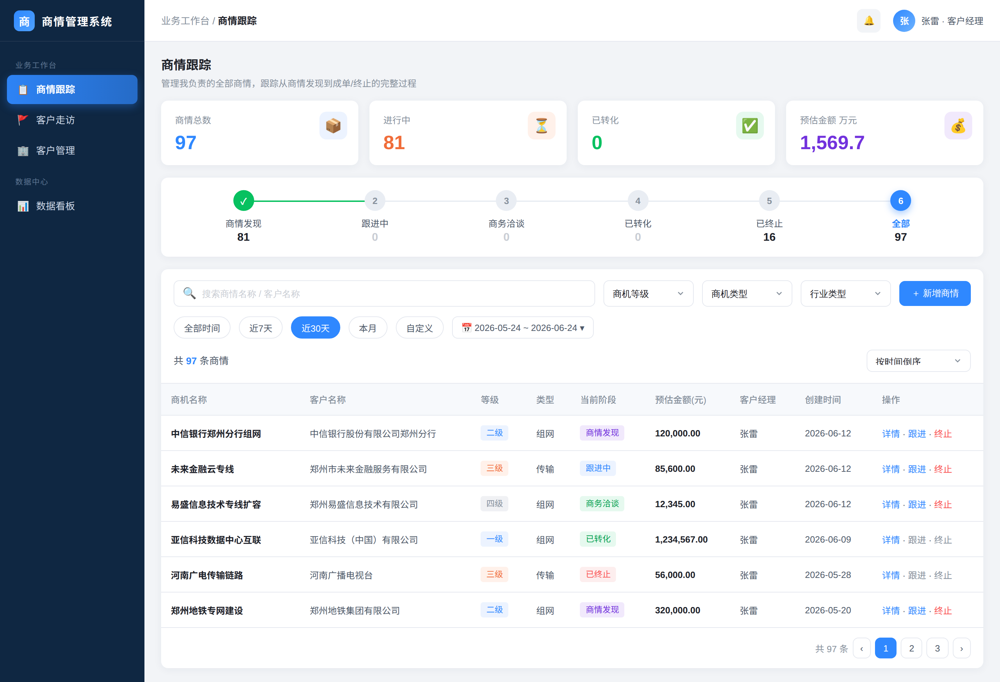 商 商情管理系统
业务工作台 / 商情跟踪
🔔 张 张雷 · 客户经理
业务工作台
📋 商情跟踪
🚩 客户走访
🏢 客户管理
数据中心
📊 数据看板
商情跟踪
管理我负责的全部商情，跟踪从商情发现到成单/终止的完整过程
商情总数
97
进行中
81
已转化
0
预估金额 万元
1,569.7
✓ 2 3 4 5 6
商情发现 跟进中 商务洽谈 已转化 已终止 全部
81 0 0 0 16 97
🔍 搜索商情名称 / 客户名称 商机等级 商机类型 行业类型 + 新增商情
全部时间 近7天 近30天 本月 自定义 📅 2026-05-24 ~ 2026-06-24 ▾
共 97 条商情 按时间倒序
商机名称 客户名称 等级 类型 当前阶段 预估金额(元) 客户经理 创建时间 操作
中信银行郑州分行组网 中信银行股份有限公司郑州分行 二级 组网 商情发现 120,000.00 张雷 2026-06-12 详情 · 跟进 · 终止
未来金融云专线 郑州市未来金融服务有限公司 三级 传输 跟进中 85,600.00 张雷 2026-06-12 详情 · 跟进 · 终止
易盛信息技术专线扩容 郑州易盛信息技术有限公司 四级 组网 商务洽谈 12,345.00 张雷 2026-06-12 详情 · 跟进 · 终止
亚信科技数据中心互联 亚信科技（中国）有限公司 一级 组网 已转化 1,234,567.00 张雷 2026-06-09 详情 · 跟进 · 终止
河南广电传输链路 河南广播电视台 三级 传输 已终止 56,000.00 张雷 2026-05-28 详情 · 跟进 · 终止
郑州地铁专网建设 郑州地铁集团有限公司 二级 组网 商情发现 320,000.00 张雷 2026-05-20 详情 · 跟进 · 终止
共 97 条 ‹ 1 2 3 ›